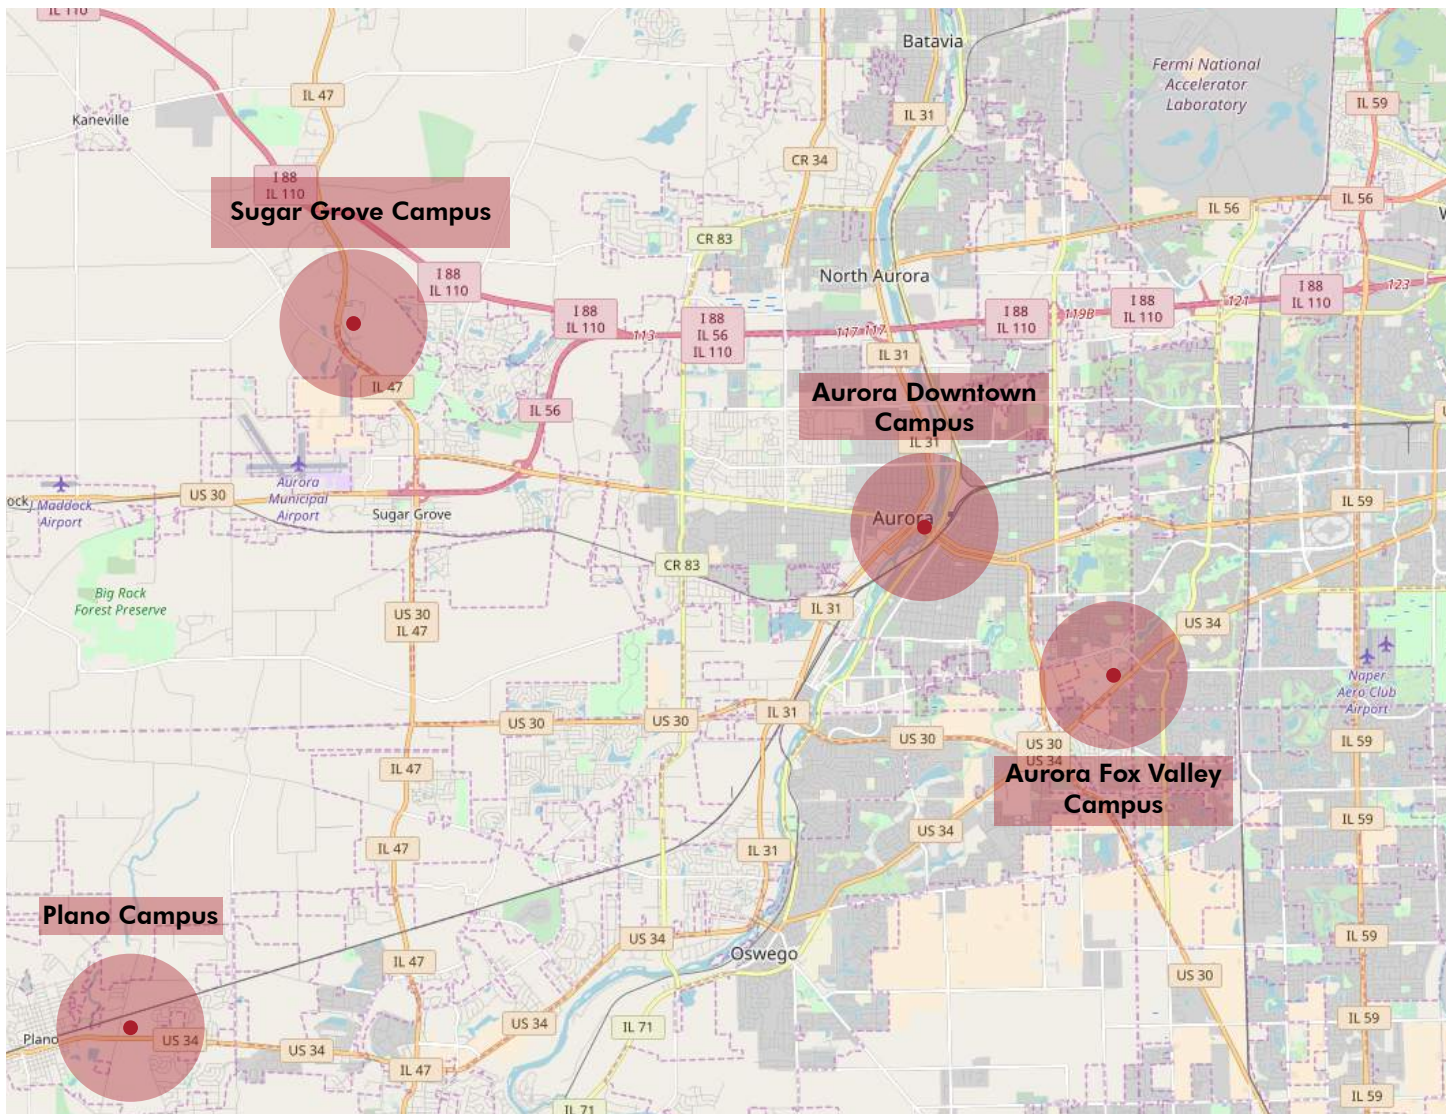 IL 110
Batavia
Fermi National
Accelerator
Laboratory
IL 47
IL 59
Kaneville
IL 31
CR 34
I 88
IL 110
IL 56
IL 56
Sugar Grove Campus
CR 83
North Aurora
I 88
IL 110
I 88
IL 110
121
I 88
IL 110
123
I 88
IL 110
I 88
IL 56
IL 110
I 88
IL 110
119B
113
117 117
IL 31
IL 47
Aurora Downtown
Campus
IL 56
IL 31
Aurora
Municipal
Airport
US 30
ock
J Maddock
Airport
Sugar Grove
IL 59
Aurora
CR 83
Big Rock
Forest Preserve
IL 31
US 30
IL 47
US 34
Naper
Aero Club
Airport
US 30
US 30
IL 31
US 30
US 30
US 34
IL 59
IL 47
Aurora Fox Valley
Campus
IL 59
US 34
IL 47
IL 31
Plano Campus
US 34
IL 59
Oswego
IL 47
US 30
US 34
IL 71
IL 59
Plano
US 34
US 34
IL 47
IL 59
IL 71